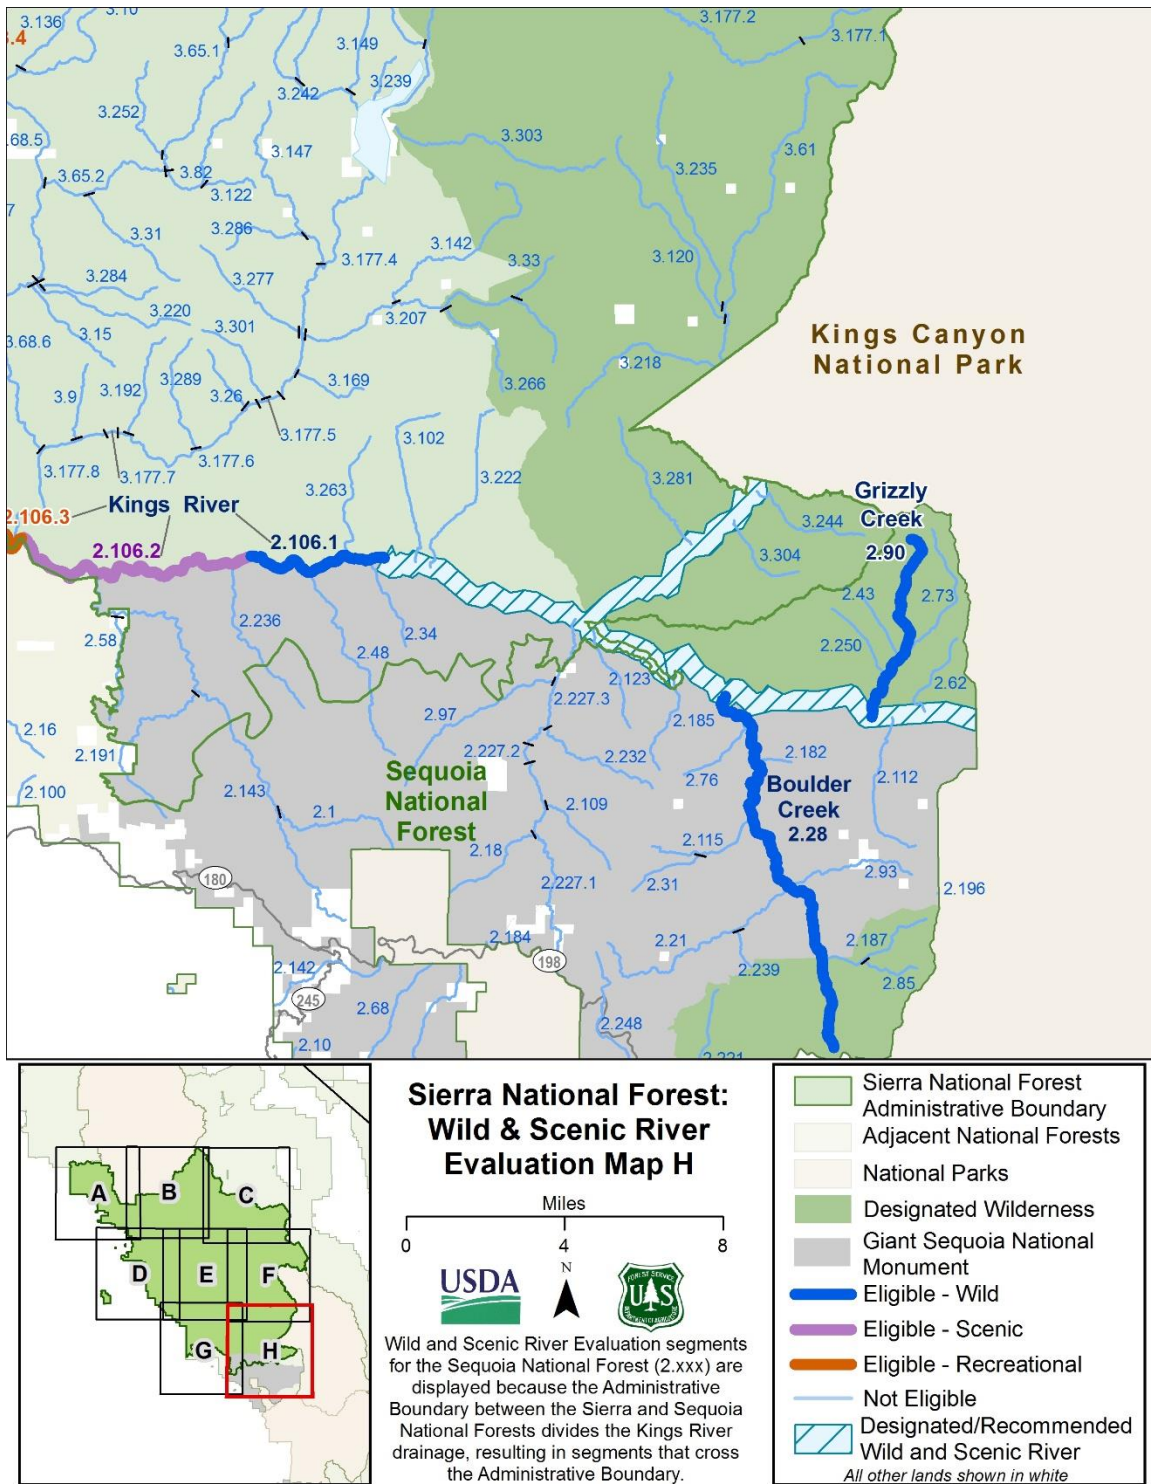 3.136
3.10
3.4
3.65.1
3.149
3.239
3.242
3.252
3.177.2
3.177.1
.68.5
3.147
3.303
3.61
3.65.2
3.82
3.122
3.235
3.31
3.286
3.142
3.177.4
3.33
3.120
3.284
3.277
3.220
3.207
3.15
3.301
3.68.6
3.218
Kings Canyon
National Park
3.289
3.169
3.266
3.9
3.192
3.26
3.177.5
3.102
3.177.8
3.177.7
3.177.6
3.222
3.281
Grizzly
Creek
2.90
Kings River
3.263
3.244
2.106.3
2.106.2
2.106.1
3.304
2.43
2.73
2.58
2.236
2.34
2.250
2.48
2.123
2.62
2.97
2.227.3
2.185
2.16
2.191
2.227.2
2.232
2.182
2.76
Sequoia
National
Forest
Boulder
Creek
2.28
2.112
2.100
2.143
2.1
2.109
2.18
2.115
180
2.227.1
2.31
2.93
2.196
2.184
2.21
2.187
198
2.142
2.239
2.85
245
2.68
2.248
2.10
2.221
A
B
C
D
E
F
G
H
Sierra National Forest:
Wild & Scenic River
Evaluation Map H
Miles
0 4 8
N
USDA
FOREST SERVICE
U S
DEPARTMENT OF AGRICULTURE
Wild and Scenic River Evaluation segments
for the Sequoia National Forest (2.xxx) are
displayed because the Administrative
Boundary between the Sierra and Sequoia
National Forests divides the Kings River
drainage, resulting in segments that cross
the Administrative Boundary.
Sierra National Forest
Administrative Boundary
Adjacent National Forests
National Parks
Designated Wilderness
Giant Sequoia National
Monument
Eligible - Wild
Eligible - Scenic
Eligible - Recreational
Not Eligible
Designated/Recommended
Wild and Scenic River
All other lands shown in white